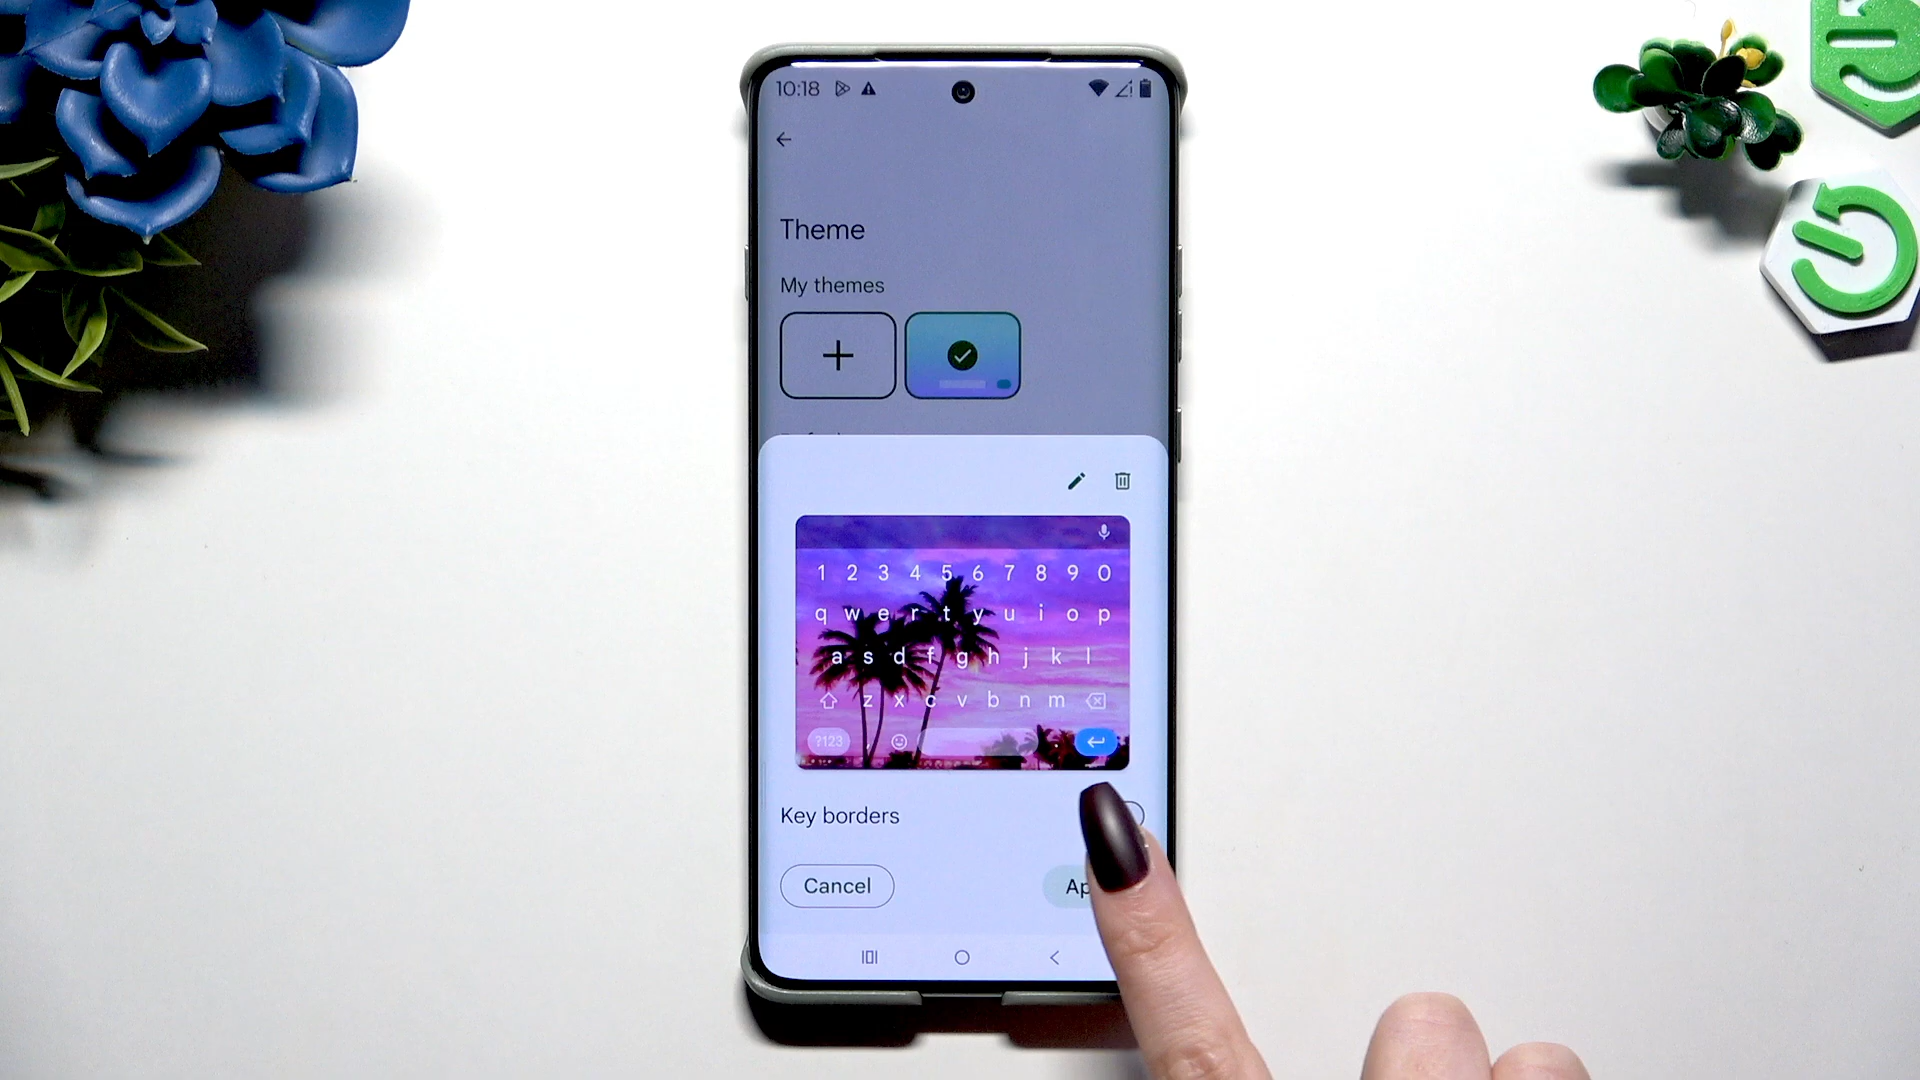 10:18
Theme
My themes
1 2 3 4 5 6 7 8 9 0
q w e r t y u i o p
a s d f g h j k l
z x c v b n m
?123 , .
Key borders
Cancel